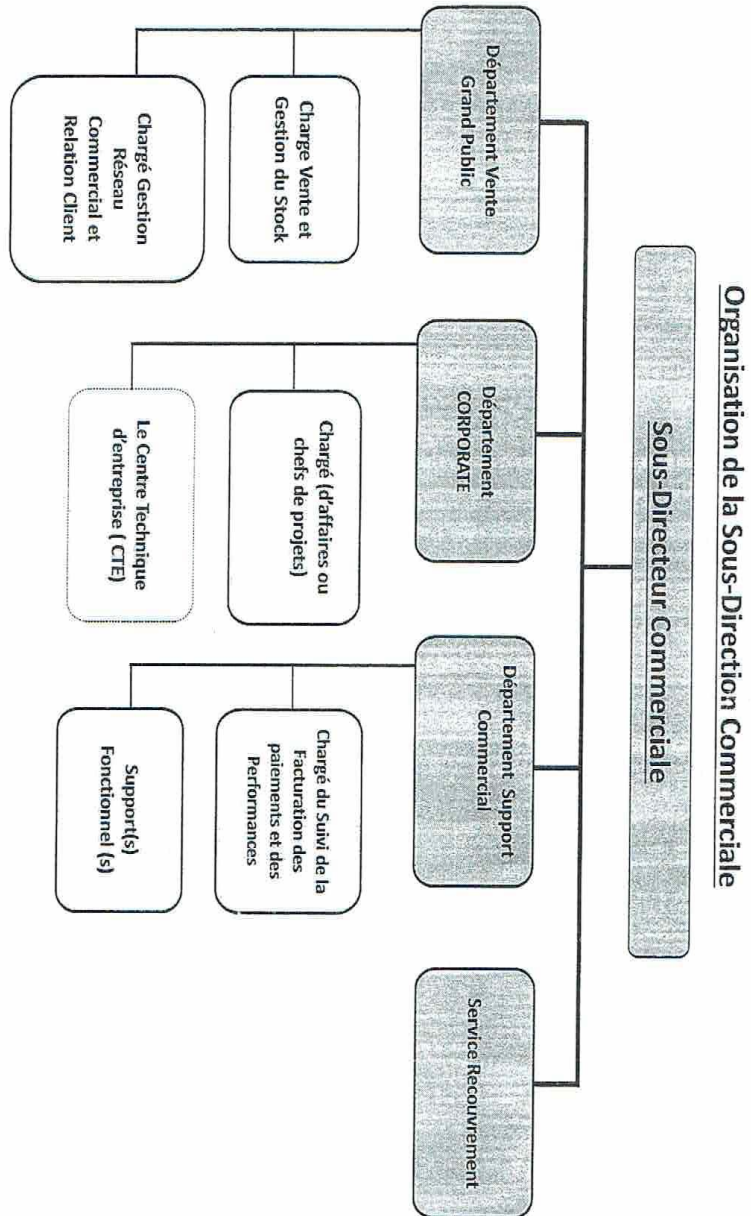 Organisation de la Sous-Direction Commerciale
Sous-Directeur Commerciale
Département Vente
Grand Public
Charge Vente et
Gestion du Stock
Chargé Gestion
Réseau
Commercial et
Relation Client
Département
CORPORATE
Chargé (d'affaires ou
chefs de projets)
Le Centre Technique
d'entreprise ( CTE)
Département Support
Commercial
Chargé du Suivi de la
Facturation des
paiements et des
Performances
Support(s)
Fonctionnel (s)
Service Recouvrement